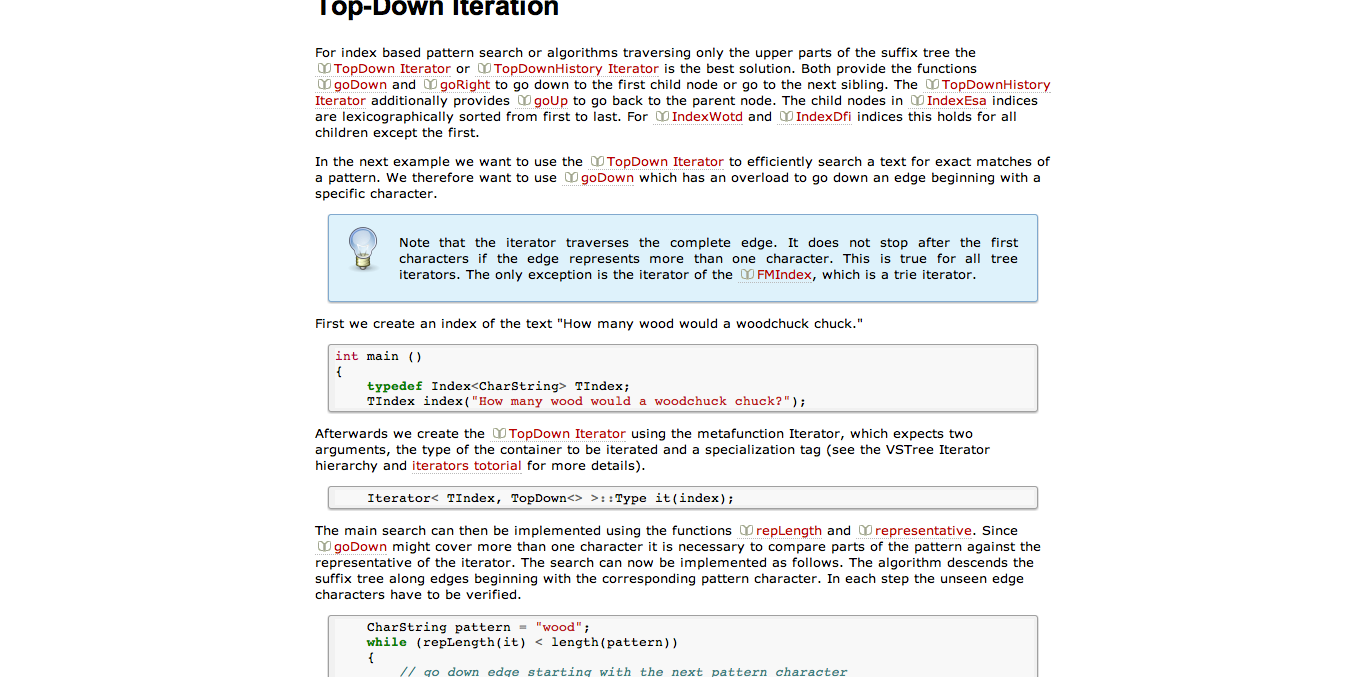 Top-Down Iteration
For index based pattern search or algorithms traversing only the upper parts of the suffix tree the
TopDown Iterator or TopDownHistory Iterator is the best solution. Both provide the functions
goDown and goRight to go down to the first child node or go to the next sibling. The TopDownHistory
Iterator additionally provides goUp to go back to the parent node. The child nodes in IndexEsa indices
are lexicographically sorted from first to last. For IndexWotd and IndexDfi indices this holds for all
children except the first.
In the next example we want to use the TopDown Iterator to efficiently search a text for exact matches of
a pattern. We therefore want to use goDown which has an overload to go down an edge beginning with a
specific character.
Note that the iterator traverses the complete edge. It does not stop after the first
characters if the edge represents more than one character. This is true for all tree
iterators. The only exception is the iterator of the FMIndex, which is a trie iterator.
First we create an index of the text "How many wood would a woodchuck chuck."
int main ()
{
    typedef Index<CharString> TIndex;
    TIndex index("How many wood would a woodchuck chuck?");
Afterwards we create the TopDown Iterator using the metafunction Iterator, which expects two
arguments, the type of the container to be iterated and a specialization tag (see the VSTree Iterator
hierarchy and iterators totorial for more details).
    Iterator< TIndex, TopDown<> >::Type it(index);
The main search can then be implemented using the functions repLength and representative. Since
goDown might cover more than one character it is necessary to compare parts of the pattern against the
representative of the iterator. The search can now be implemented as follows. The algorithm descends the
suffix tree along edges beginning with the corresponding pattern character. In each step the unseen edge
characters have to be verified.
    CharString pattern = "wood";
    while (repLength(it) < length(pattern))
    {
        // go down edge starting with the next pattern character